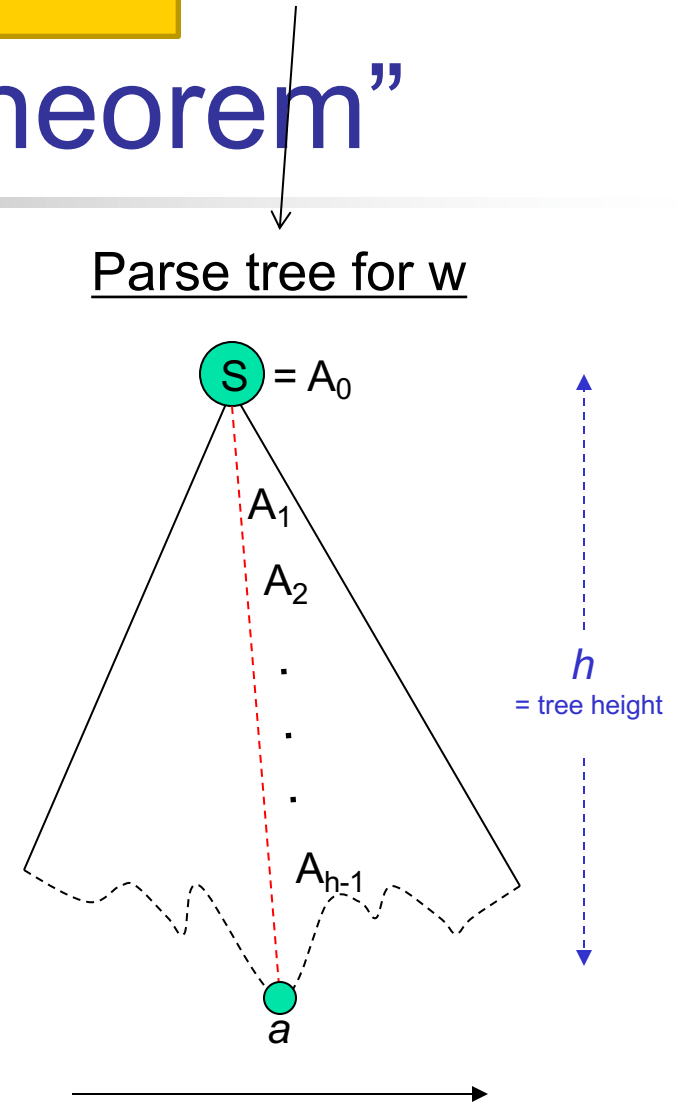 heorem”
Parse tree for w
S = A₀
A₁
A₂
.
.
.
h
= tree height
Aₕ₋₁
a